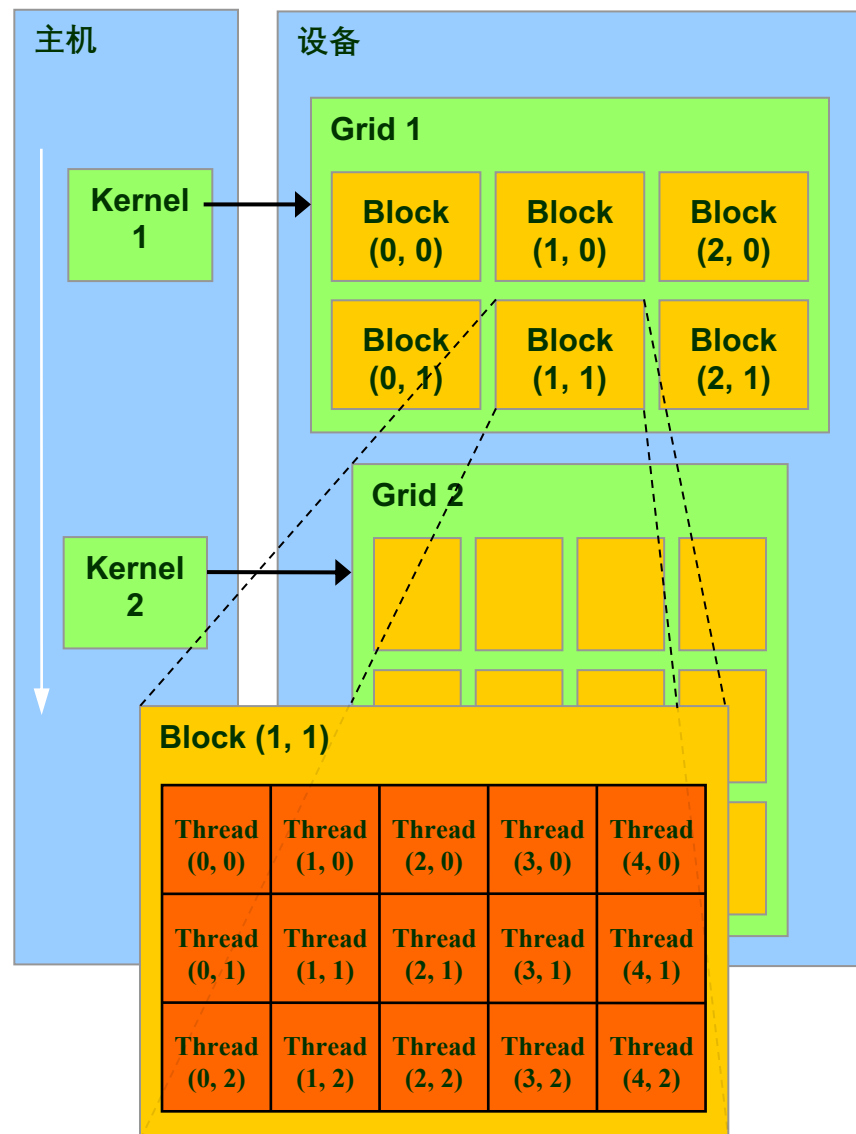 主机
设备
Grid 1
Kernel
1
Block
(0, 0)
Block
(1, 0)
Block
(2, 0)
Block
(0, 1)
Block
(1, 1)
Block
(2, 1)
Grid 2
Kernel
2
Block (1, 1)
Thread
(0, 0)
Thread
(1, 0)
Thread
(2, 0)
Thread
(3, 0)
Thread
(4, 0)
Thread
(0, 1)
Thread
(1, 1)
Thread
(2, 1)
Thread
(3, 1)
Thread
(4, 1)
Thread
(0, 2)
Thread
(1, 2)
Thread
(2, 2)
Thread
(3, 2)
Thread
(4, 2)